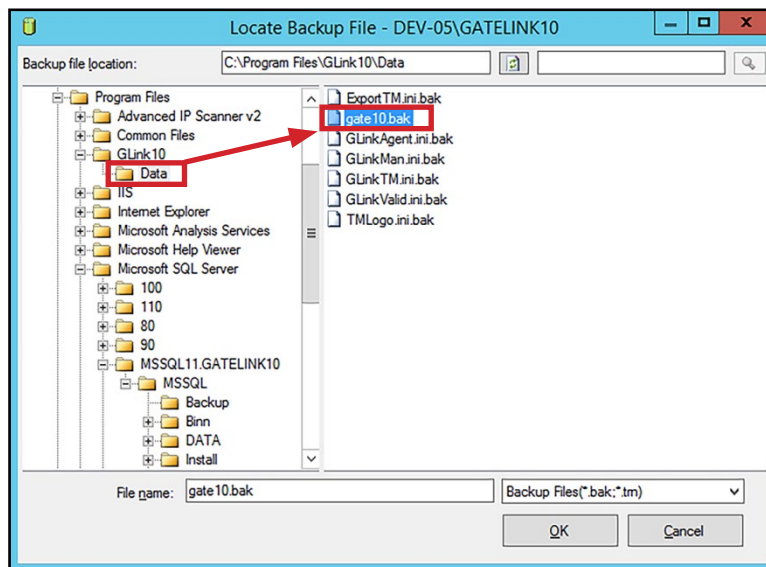 Locate Backup File - DEV-05\GATELINK10
Backup file location:
C:\Program Files\GLink10\Data
Program Files
Advanced IP Scanner v2
Common Files
GLink10
Data
IIS
Internet Explorer
Microsoft Analysis Services
Microsoft Help Viewer
Microsoft SQL Server
100
110
80
90
MSSQL11.GATELINK10
MSSQL
Backup
Binn
DATA
Install
ExportTM.ini.bak
gate10.bak
GLinkAgent.ini.bak
GLinkMan.ini.bak
GLinkTM.ini.bak
GLinkValid.ini.bak
TMLogo.ini.bak
File name:
gate10.bak
Backup Files(*.bak;*.trn)
OK
Cancel